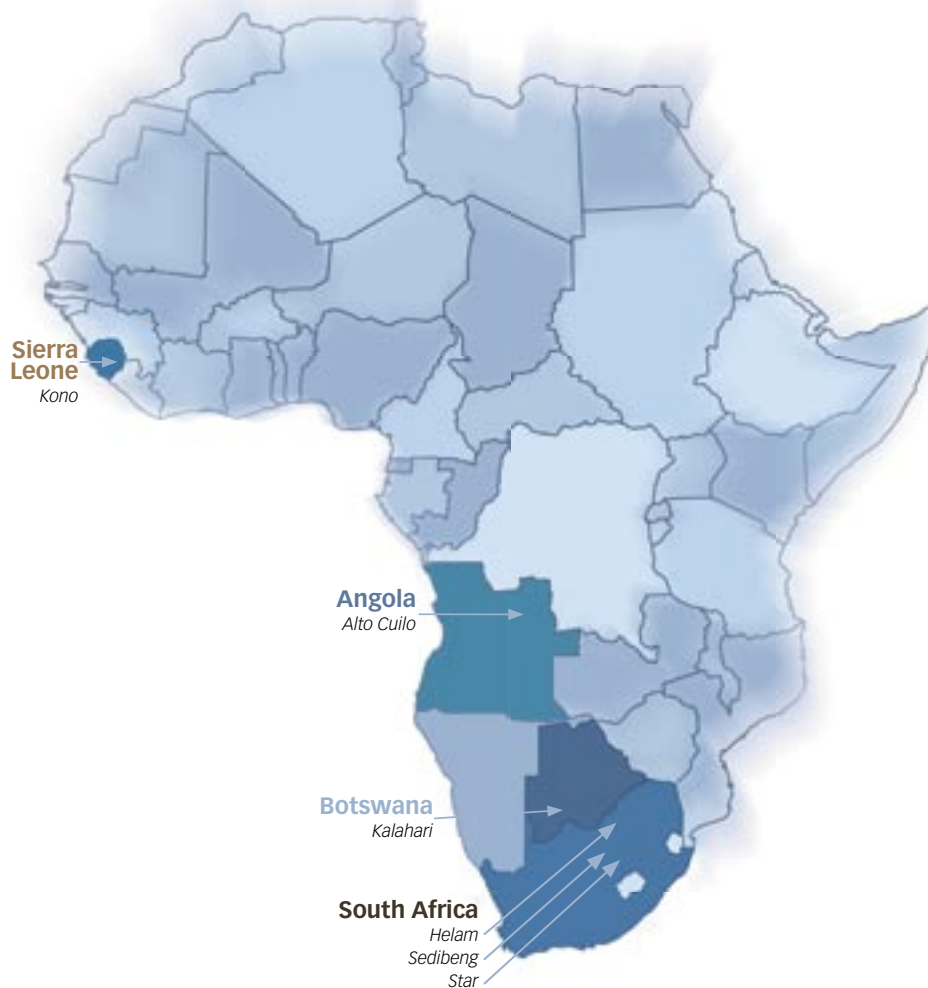 Sierra
Leone
Kono
Angola
Alto Cuilo
Botswana
Kalahari
South Africa
Helam
Sedibeng
Star